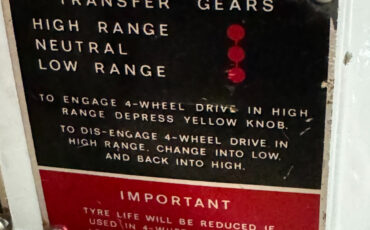 TRANSFER GEARS
HIGH RANGE
NEUTRAL
LOW RANGE
TO ENGAGE 4-WHEEL DRIVE IN HIGH
RANGE DEPRESS YELLOW KNOB.
TO DIS-ENGAGE 4-WHEEL DRIVE IN
HIGH RANGE, CHANGE INTO LOW,
AND BACK INTO HIGH.
IMPORTANT
TYRE LIFE WILL BE REDUCED IF
USED IN 4-WHEEL